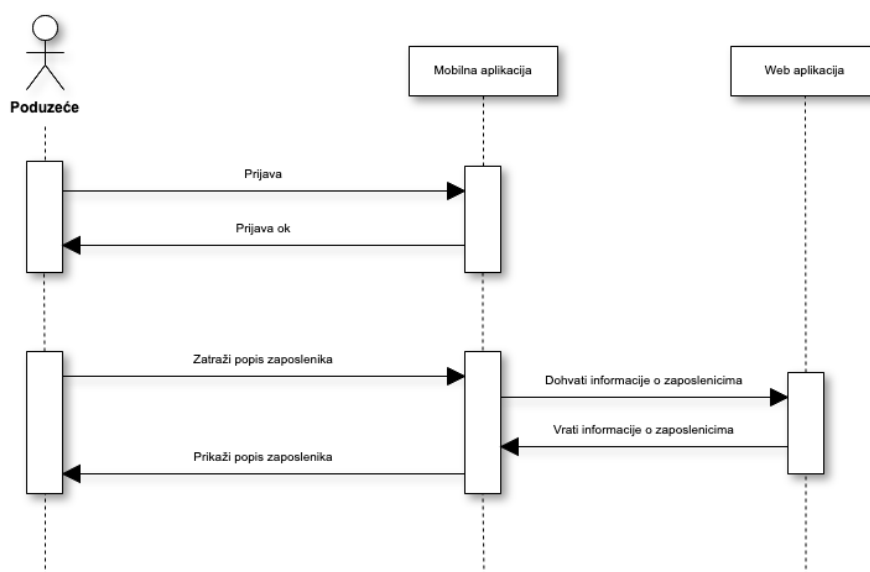 Mobilna aplikacija
Web aplikacija
Poduzeće
Prijava
Prijava ok
Zatraži popis zaposlenika
Dohvati informacije o zaposlenicima
Vrati informacije o zaposlenicima
Prikaži popis zaposlenika